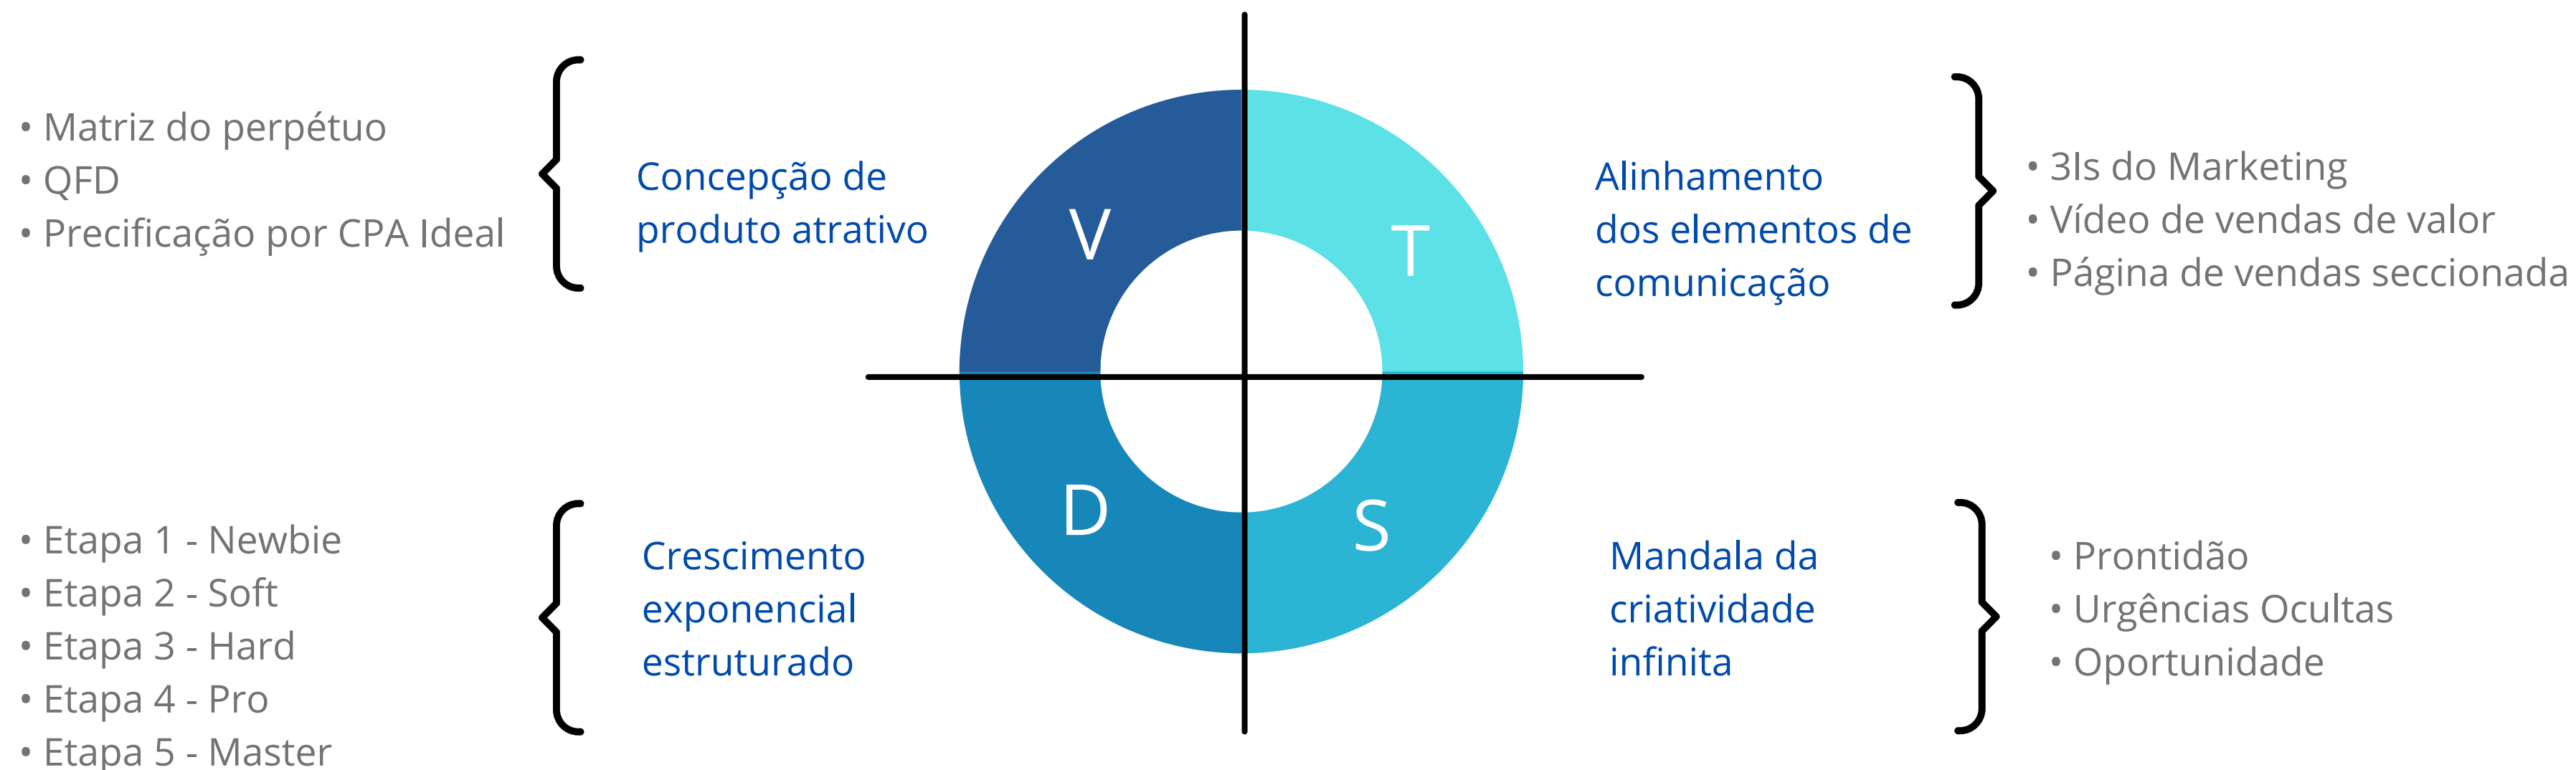 • Matriz do perpétuo
• QFD
• Precificação por CPA Ideal
Concepção de
produto atrativo
V
T
Alinhamento
dos elementos de
comunicação
• 3Is do Marketing
• Vídeo de vendas de valor
• Página de vendas seccionada
• Etapa 1 - Newbie
• Etapa 2 - Soft
• Etapa 3 - Hard
• Etapa 4 - Pro
• Etapa 5 - Master
Crescimento
exponencial
estruturado
D
S
Mandala da
criatividade
infinita
• Prontidão
• Urgências Ocultas
• Oportunidade